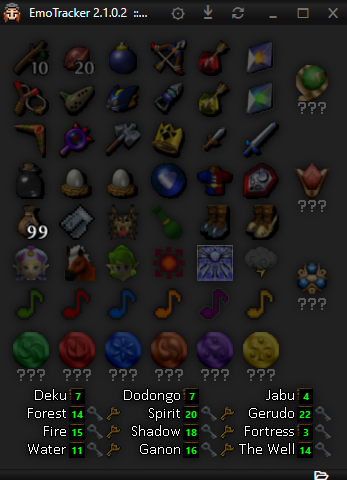 EmoTracker 2.1.0.2 ::...
10 20
???
???
99
???
??? ??? ??? ??? ??? ???
Deku 7 Dodongo 7 Jabu 4
Forest 14 Spirit 20 Gerudo 22
Fire 15 Shadow 18 Fortress 3
Water 11 Ganon 16 The Well 14